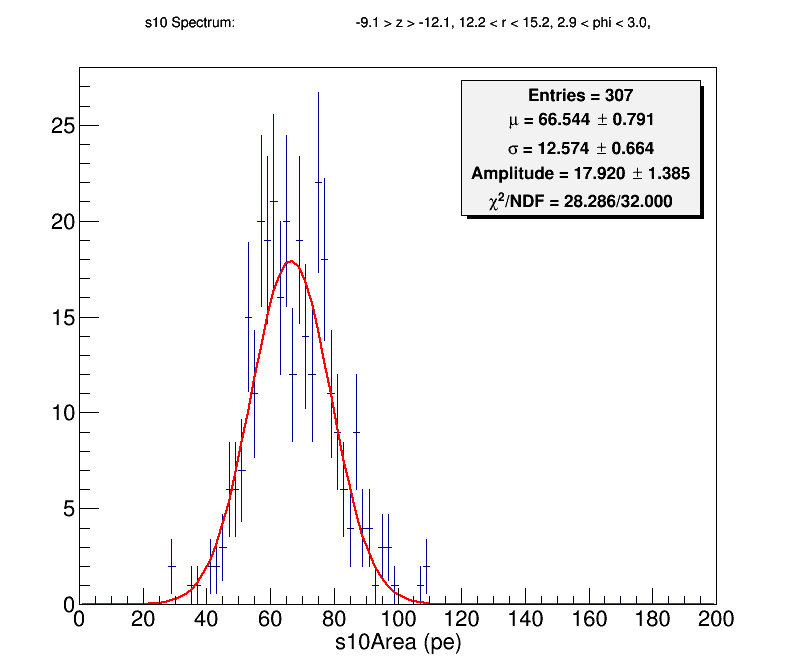 s10 Spectrum: -9.1 > z > -12.1, 12.2 < r < 15.2, 2.9 < phi < 3.0,
Entries = 307
μ = 66.544 ± 0.791
σ = 12.574 ± 0.664
Amplitude = 17.920 ± 1.385
χ²/NDF = 28.286/32.000
25
20
15
10
5
0
0 20 40 60 80 100 120 140 160 180 200
s10Area (pe)